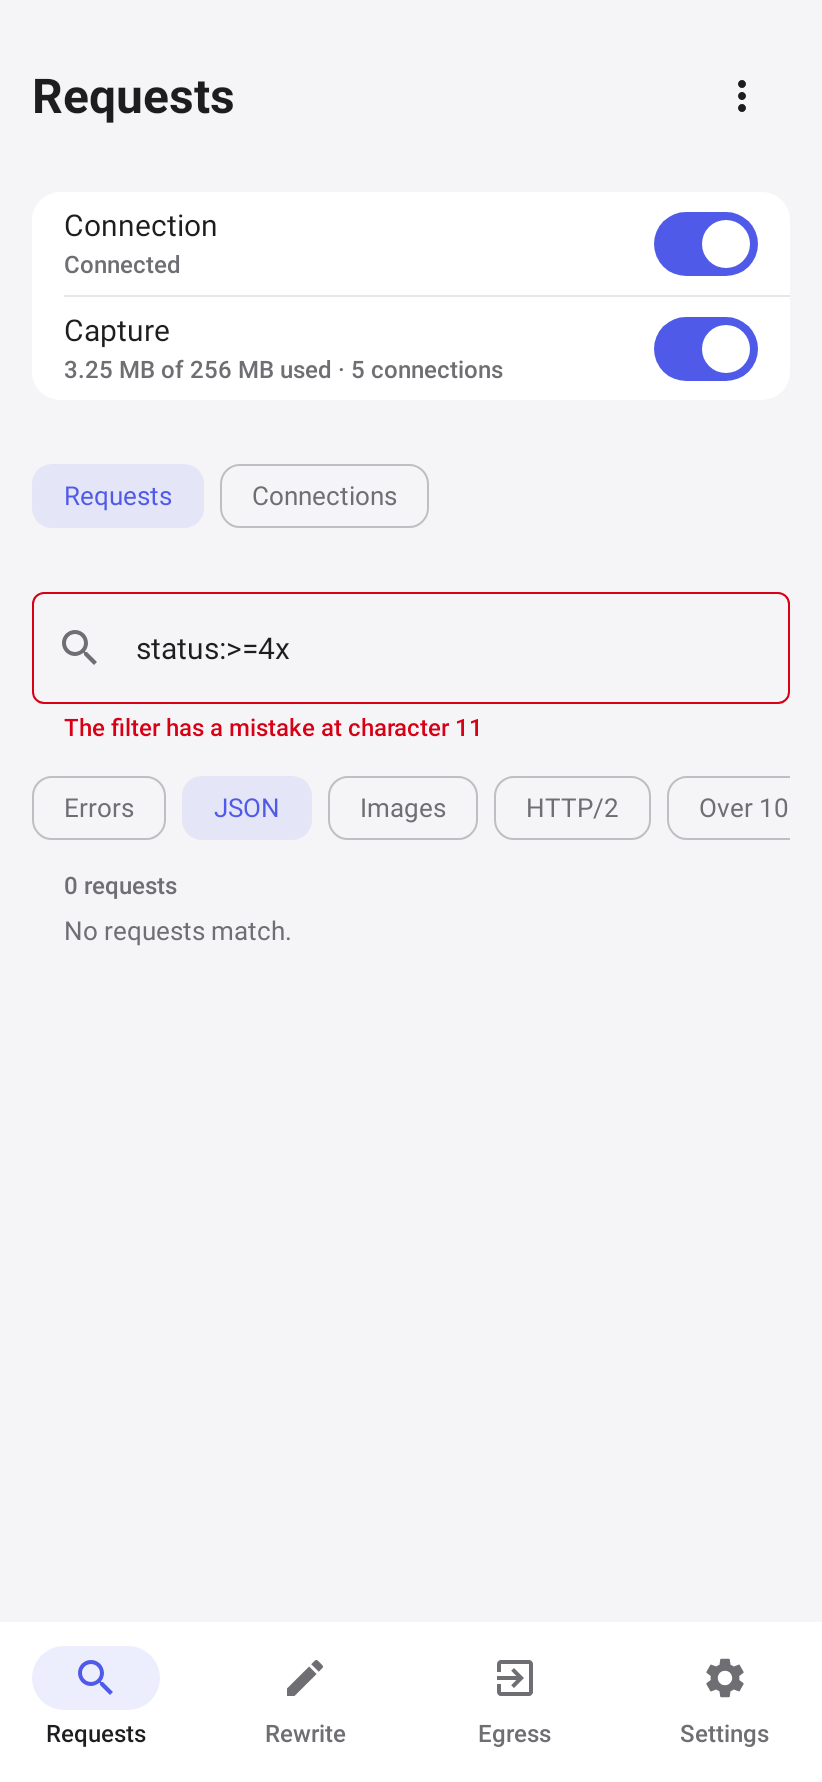 Requests
Connection
Connected
Capture
3.25 MB of 256 MB used · 5 connections
Requests
Connections
status:>=4x
The filter has a mistake at character 11
Errors
JSON
Images
HTTP/2
Over 10
0 requests
No requests match.
Requests
Rewrite
Egress
Settings